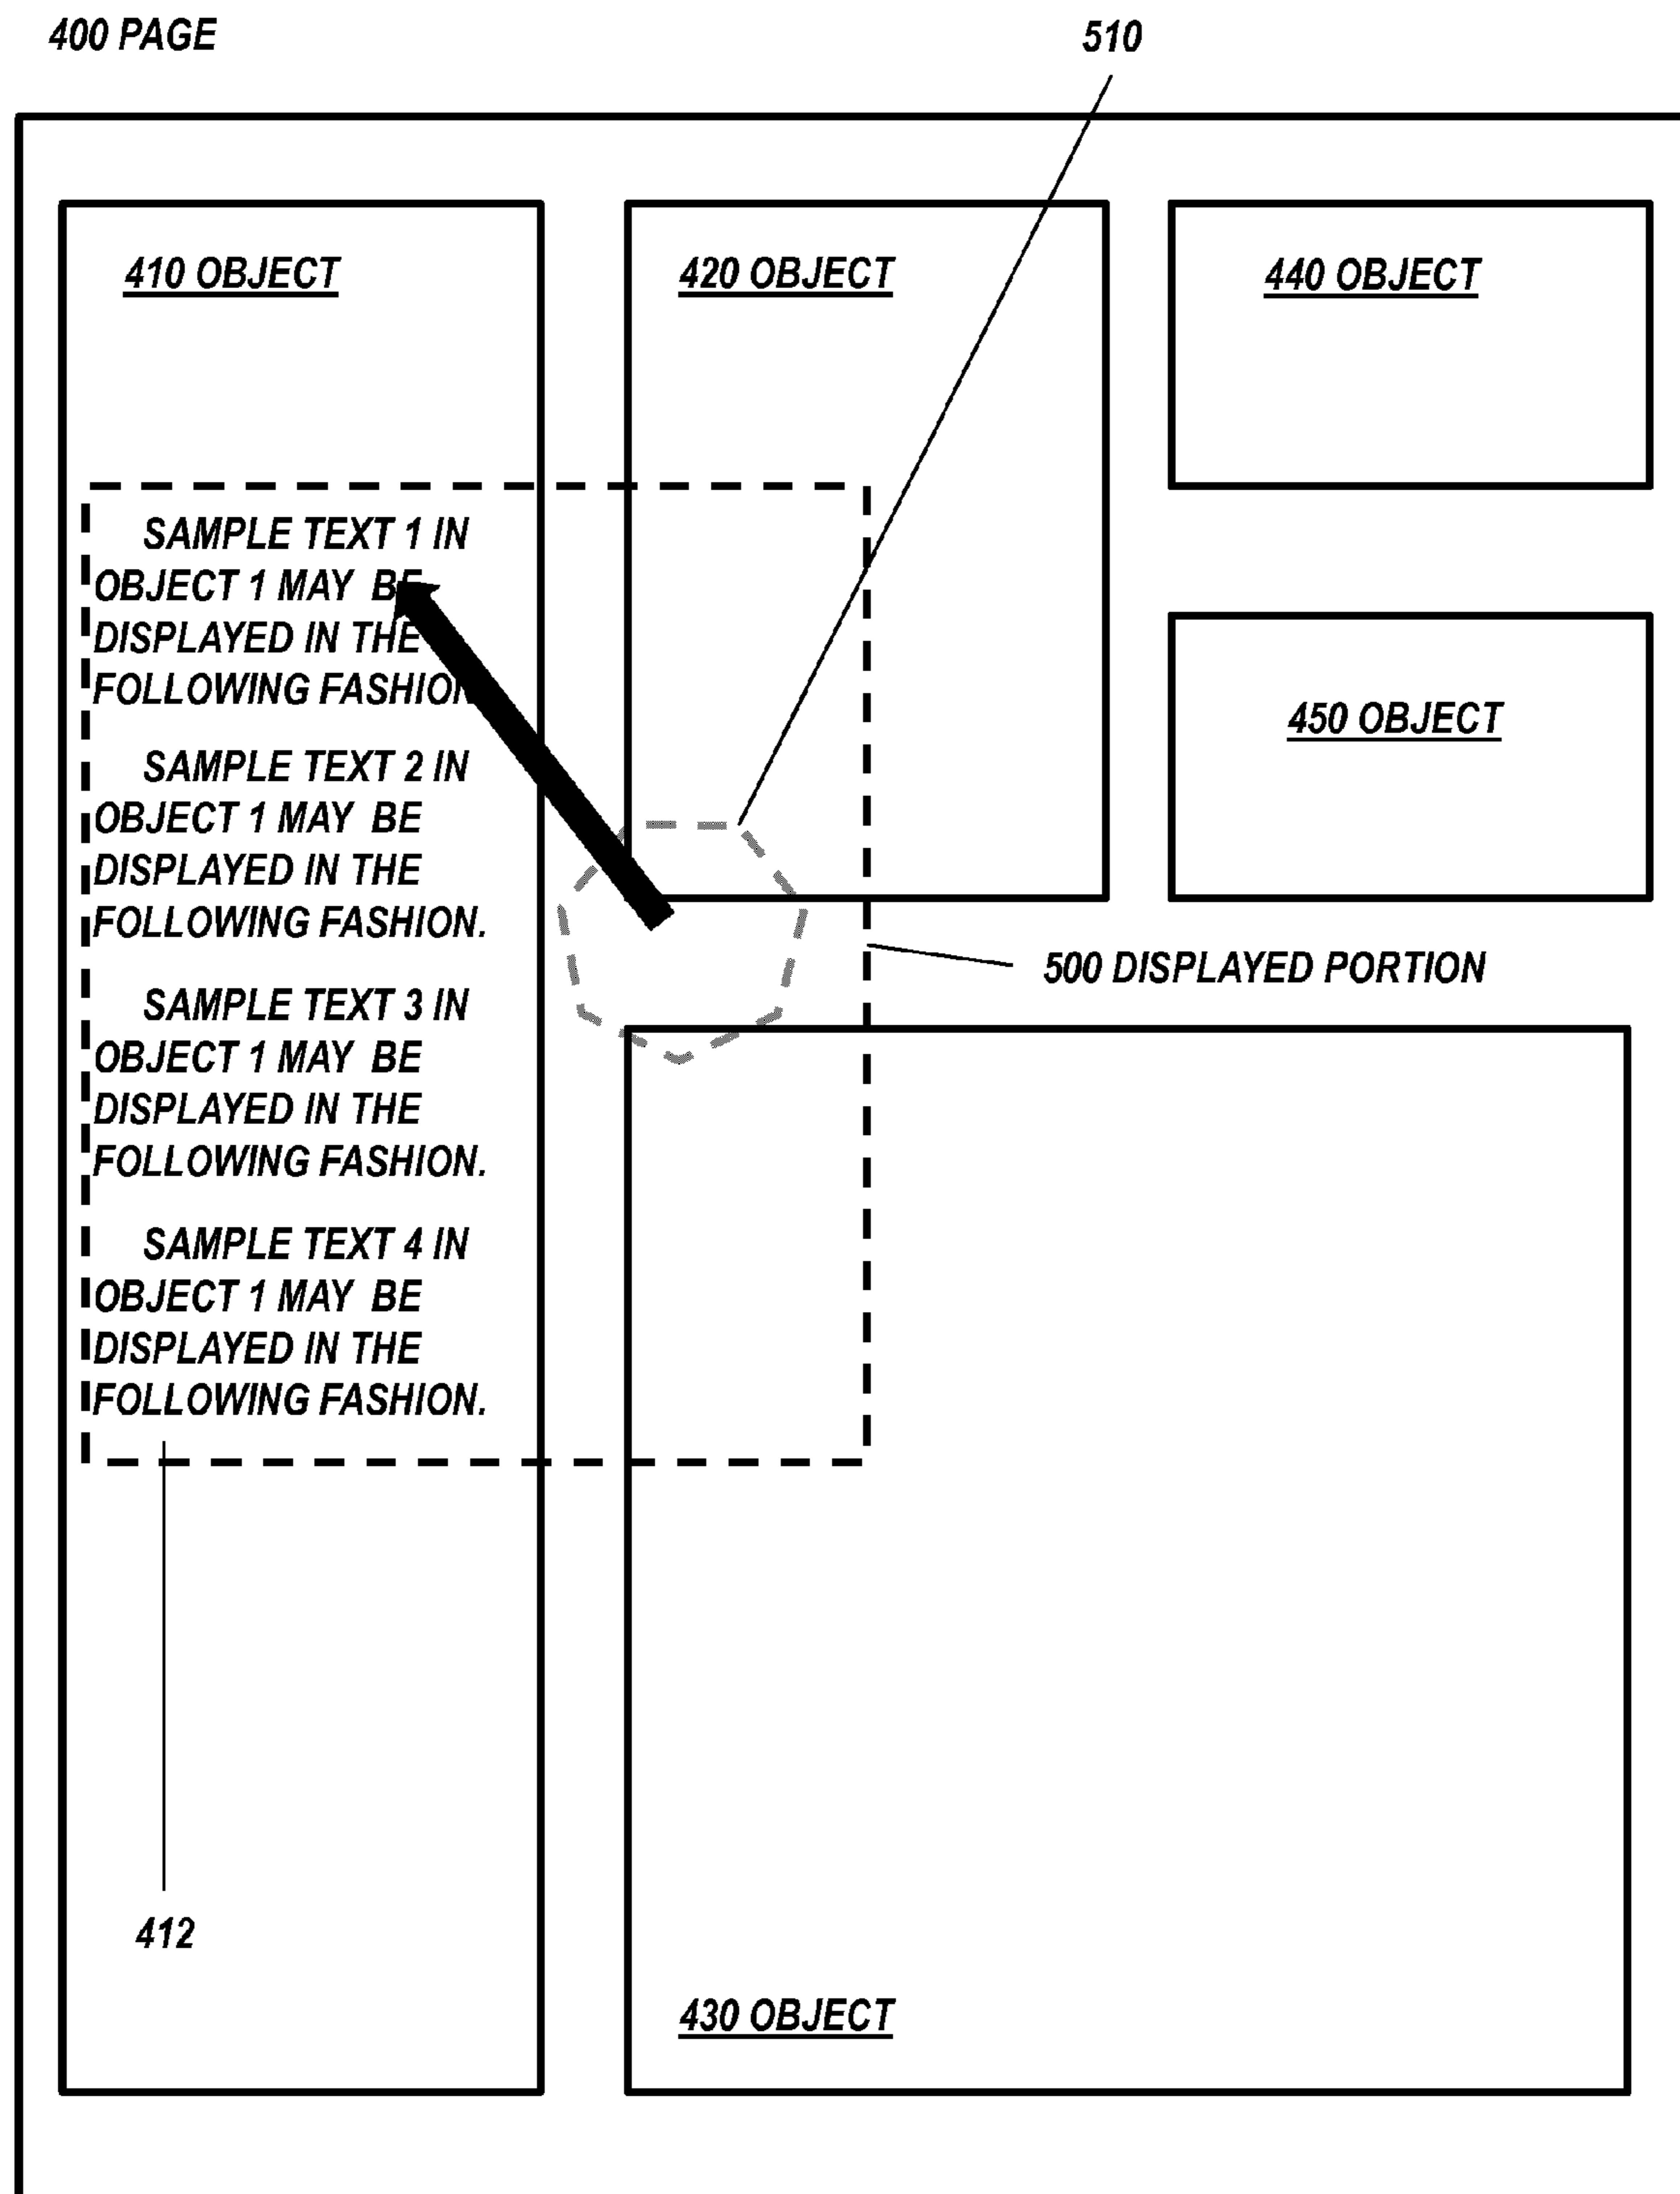 400 PAGE
510
410 OBJECT
420 OBJECT
440 OBJECT
SAMPLE TEXT 1 IN
OBJECT 1 MAY BE
DISPLAYED IN THE
FOLLOWING FASHION
450 OBJECT
SAMPLE TEXT 2 IN
OBJECT 1 MAY BE
DISPLAYED IN THE
FOLLOWING FASHION.
500 DISPLAYED PORTION
SAMPLE TEXT 3 IN
OBJECT 1 MAY BE
DISPLAYED IN THE
FOLLOWING FASHION.
SAMPLE TEXT 4 IN
OBJECT 1 MAY BE
DISPLAYED IN THE
FOLLOWING FASHION.
412
430 OBJECT